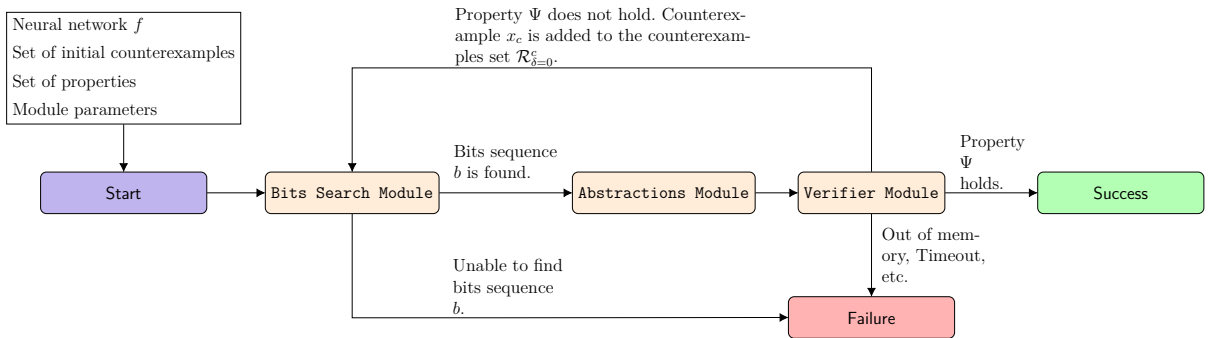 Neural network f
Set of initial counterexamples
Set of properties
Module parameters
Property Ψ does not hold. Counterex-
ample x_c is added to the counterexam-
ples set ℛ^c_{δ=0}.
Bits sequence
b is found.
Property
Ψ
holds.
Start
Bits Search Module
Abstractions Module
Verifier Module
Success
Out of mem-
ory, Timeout,
etc.
Unable to find
bits sequence
b.
Failure